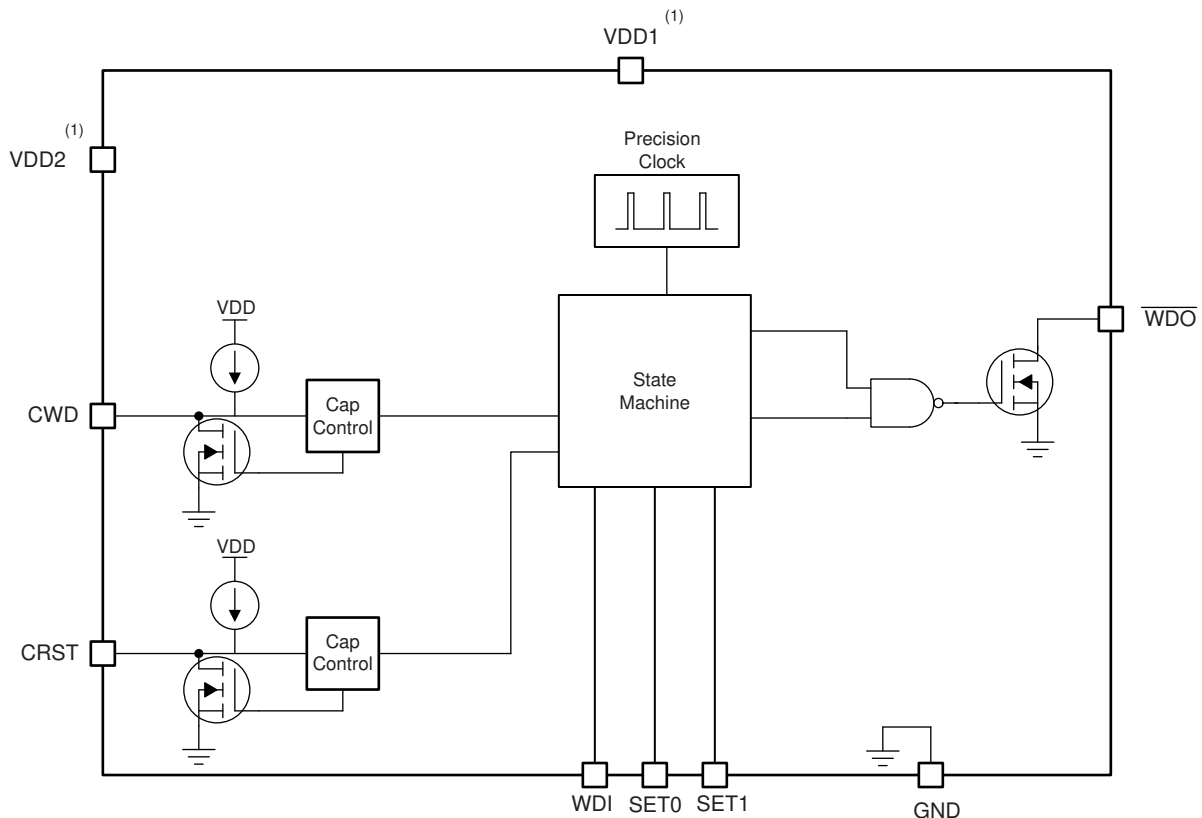 (1)
VDD1
(1)
VDD2
Precision
Clock
VDD
WDO
State
Machine
CWD
Cap
Control
VDD
CRST
Cap
Control
WDI
SET0
SET1
GND